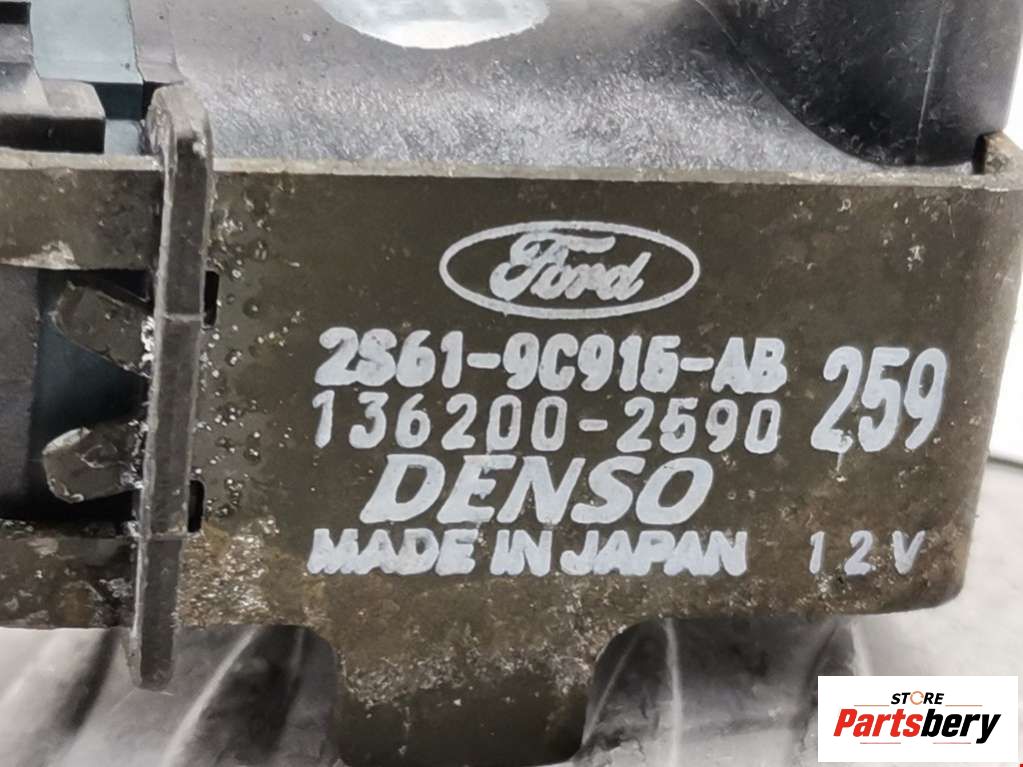 Ford
2S61-9C915-AB
136200-2590 259
DENSO
MADE IN JAPAN 12V
STORE
Partsbery